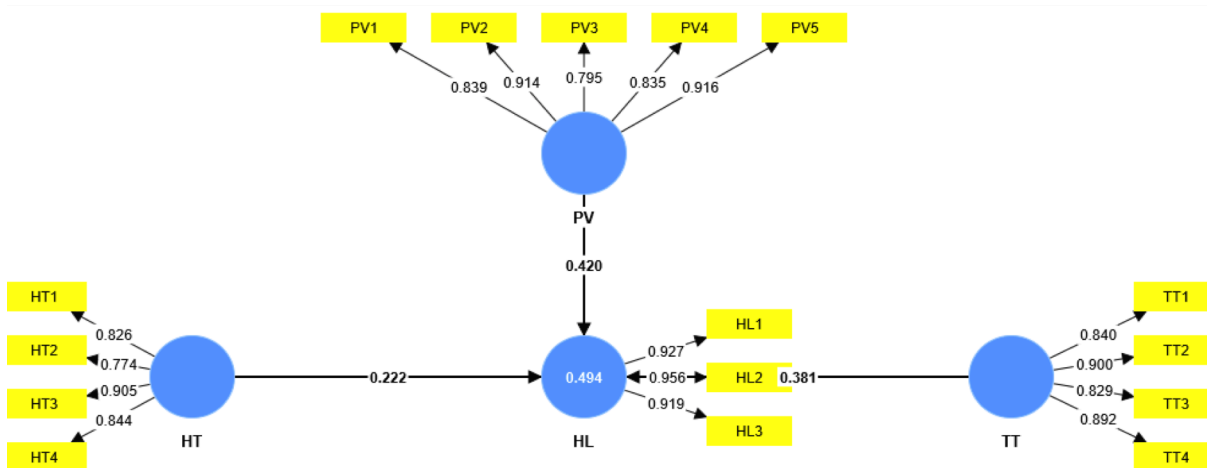 PV1 PV2 PV3 PV4 PV5
0.839 0.914 0.795 0.835 0.916
PV
0.420
HT1
HT2
HT3
HT4
0.826
0.774
0.905
0.844
HT
0.222
0.494
HL
0.927
0.956
0.919
HL1
HL2
HL3
0.381
TT
0.840
0.900
0.829
0.892
TT1
TT2
TT3
TT4